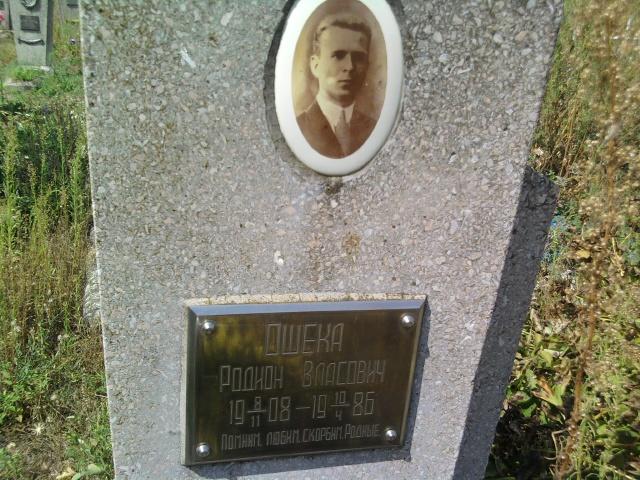 ОШЕКА
РОДИОН ВЛАСОВИЧ
19 8/11 08 – 19 10/4 86
ПОМНИМ. ЛЮБИМ. СКОРБИМ. РОДНЫЕ